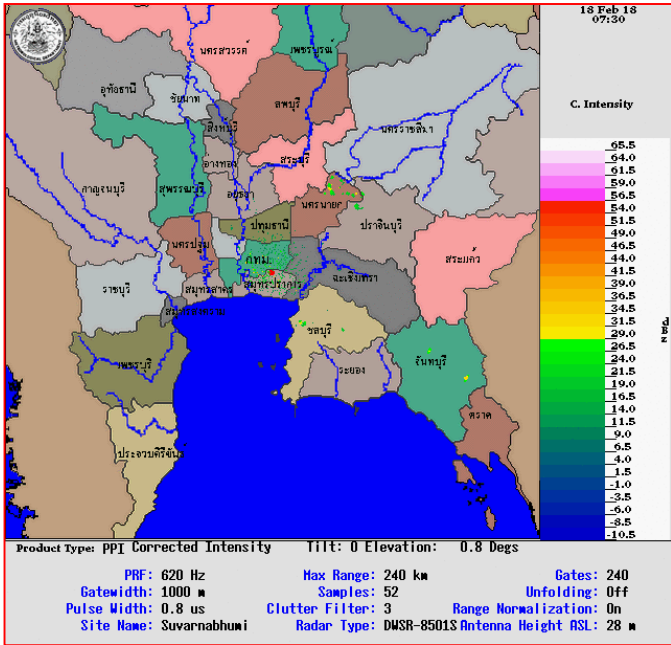 18 Feb 18
07:30
C. Intensity
นครสวรรค์
เพชรบูรณ์
อุทัยธานี
ชัยนาท
ลพบุรี
สิงหบุรี
นครราชสีมา
อ่างทอง
สระบุรี
กาญจนบุรี
สุพรรณบุรี
อยุธยา
นครนายก
ปราจีนบุรี
ปทุมธานี
นครปฐม
กทม.
สระแก้ว
ราชบุรี
สมุทรสาคร
สมุทรปราการ
ฉะเชิงเทรา
สมุทรสงคราม
ชลบุรี
เพชรบุรี
ระยอง
จันทบุรี
ตราด
ประจวบคีรีขันธ์
65.5
64.0
61.5
59.0
56.5
54.0
51.5
49.0
46.5
44.0
41.5
39.0
36.5
34.0
31.5
29.0
26.5
24.0
21.5
19.0
16.5
14.0
11.5
9.0
6.5
4.0
1.5
-1.0
-3.5
-6.0
-8.5
-10.5
Product Type: PPI Corrected Intensity Tilt: 0 Elevation: 0.8 Degs
PRF: 620 Hz Max Range: 240 km Gates: 240
Gatewidth: 1000 m Samples: 52 Unfolding: Off
Pulse Width: 0.8 us Clutter Filter: 3 Range Normalization: On
Site Name: Suvarnabhumi Radar Type: DWSR-8501S Antenna Height ASL: 28 m